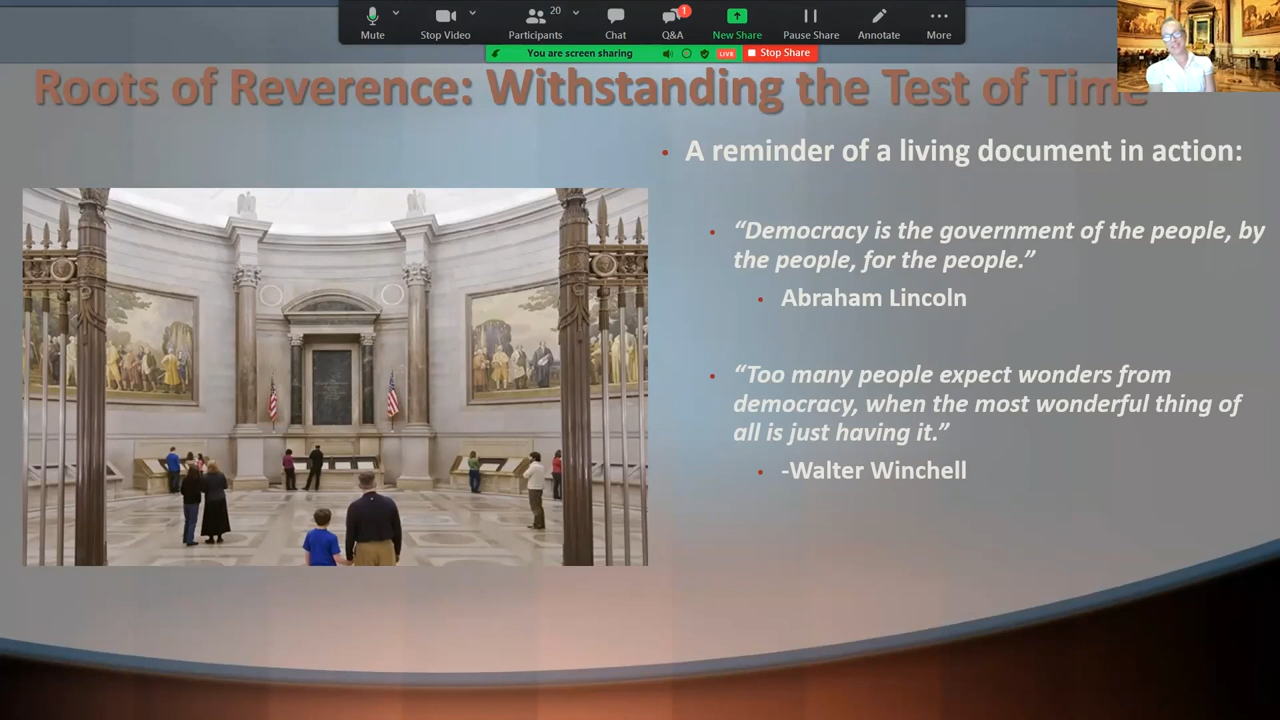 20
1
Mute
Stop Video
Participants
Chat
Q&A
New Share
Pause Share
Annotate
More
You are screen sharing
LIVE
Stop Share
Roots of Reverence: Withstanding the Test of Time
• A reminder of a living document in action:
• “Democracy is the government of the people, by
the people, for the people.”
• Abraham Lincoln
• “Too many people expect wonders from
democracy, when the most wonderful thing of
all is just having it.”
• -Walter Winchell